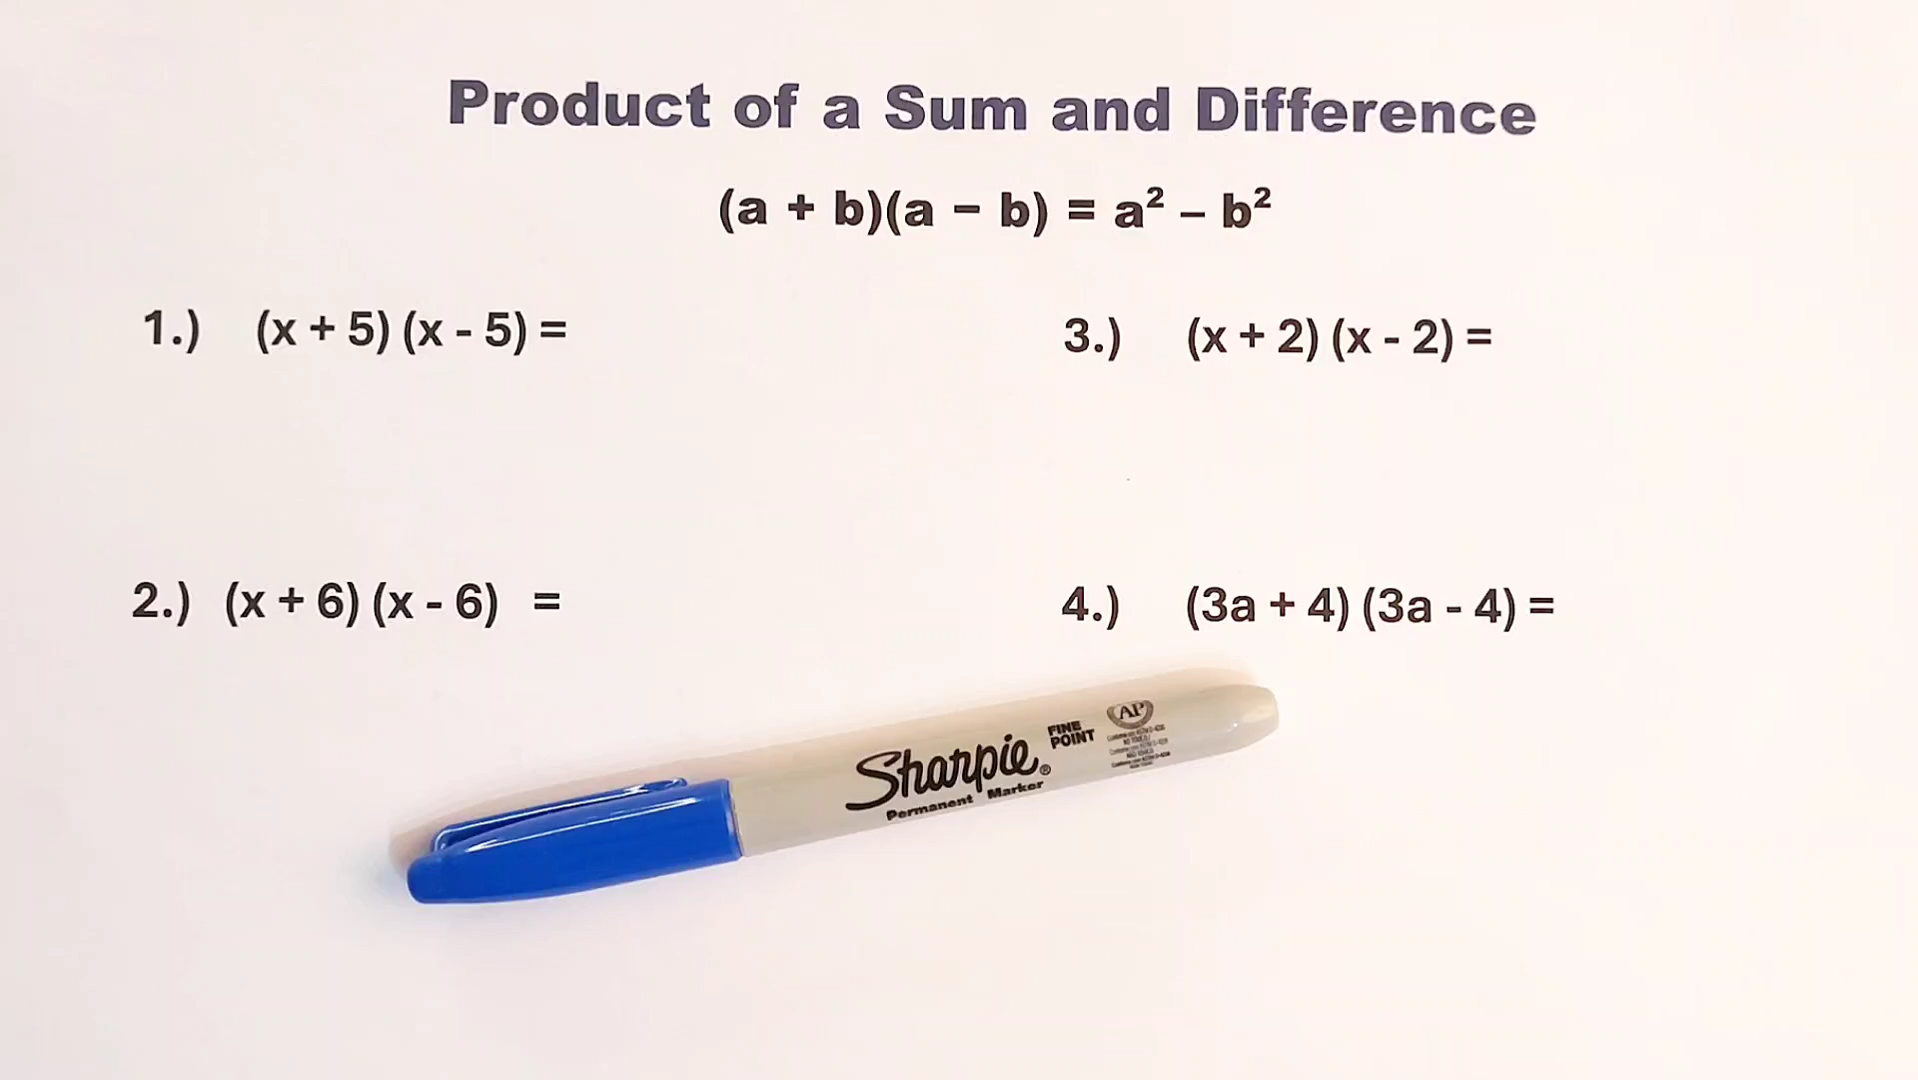 Product of a Sum and Difference
(a + b)(a − b) = a² – b²
1.) (x + 5) (x - 5) =
3.) (x + 2) (x - 2) =
2.) (x + 6) (x - 6) =
4.) (3a + 4) (3a - 4) =
Sharpie®
Permanent Marker
FINE
POINT
AP